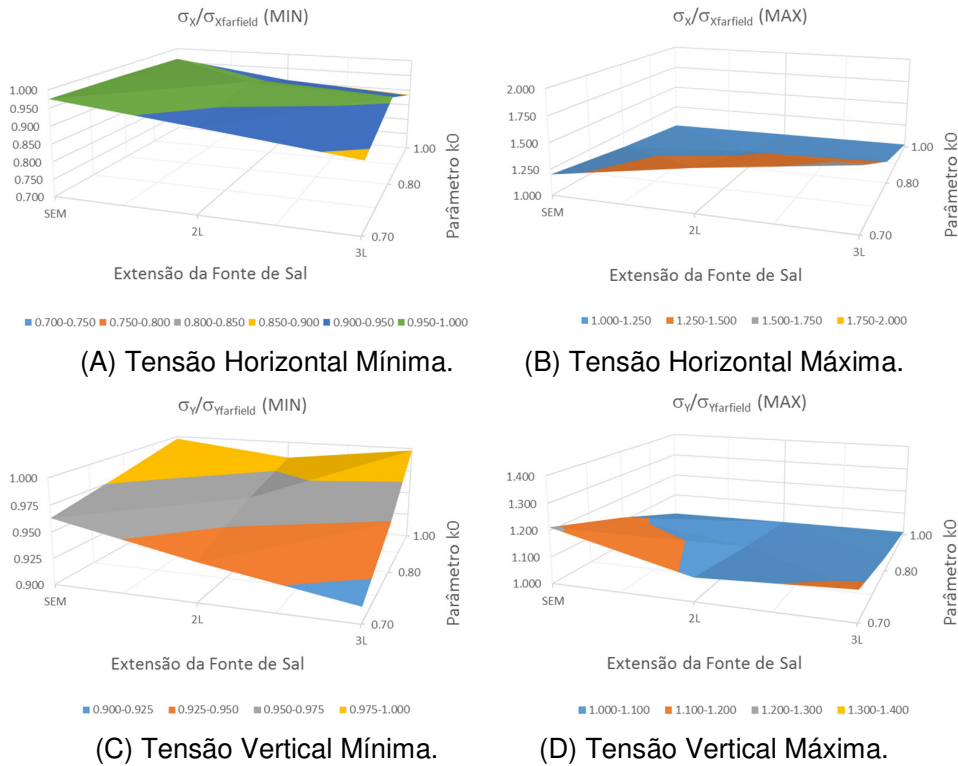 σX/σXfarfield (MIN)
1.000
0.950
0.900
0.850
0.800
0.750
0.700
SEM
2L
3L
1.00
0.80
0.70
Parâmetro k0
Extensão da Fonte de Sal
0.700-0.750 0.750-0.800 0.800-0.850 0.850-0.900 0.900-0.950 0.950-1.000
(A) Tensão Horizontal Mínima.
σX/σXfarfield (MAX)
2.000
1.750
1.500
1.250
1.000
SEM
2L
3L
1.00
0.80
0.70
Parâmetro k0
Extensão da Fonte de Sal
1.000-1.250 1.250-1.500 1.500-1.750 1.750-2.000
(B) Tensão Horizontal Máxima.
σY/σYfarfield (MIN)
1.000
0.975
0.950
0.925
0.900
SEM
2L
3L
1.00
0.80
0.70
Parâmetro k0
Extensão da Fonte de Sal
0.900-0.925 0.925-0.950 0.950-0.975 0.975-1.000
(C) Tensão Vertical Mínima.
σY/σYfarfield (MAX)
1.400
1.300
1.200
1.100
1.000
SEM
2L
3L
1.00
0.80
0.70
Parâmetro k0
Extensão da Fonte de Sal
1.000-1.100 1.100-1.200 1.200-1.300 1.300-1.400
(D) Tensão Vertical Máxima.